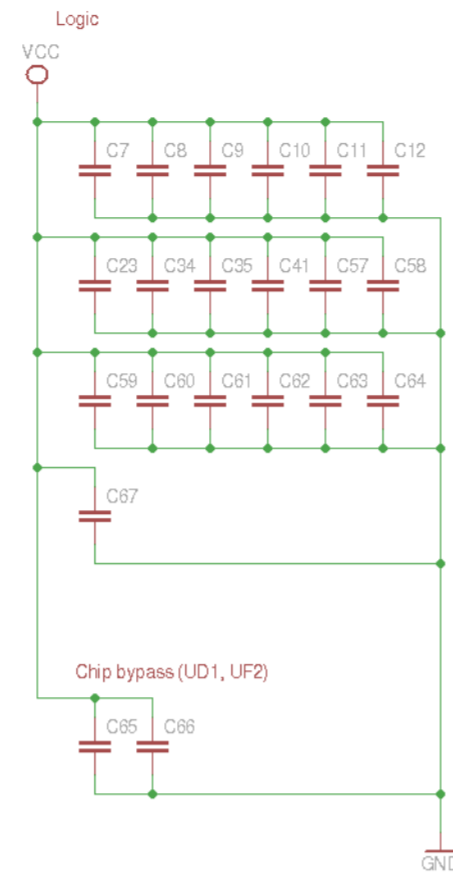 Logic
VCC
C7 C8 C9 C10 C11 C12
C23 C34 C35 C41 C57 C58
C59 C60 C61 C62 C63 C64
C67
Chip bypass (UD1, UF2)
C65 C66
GND